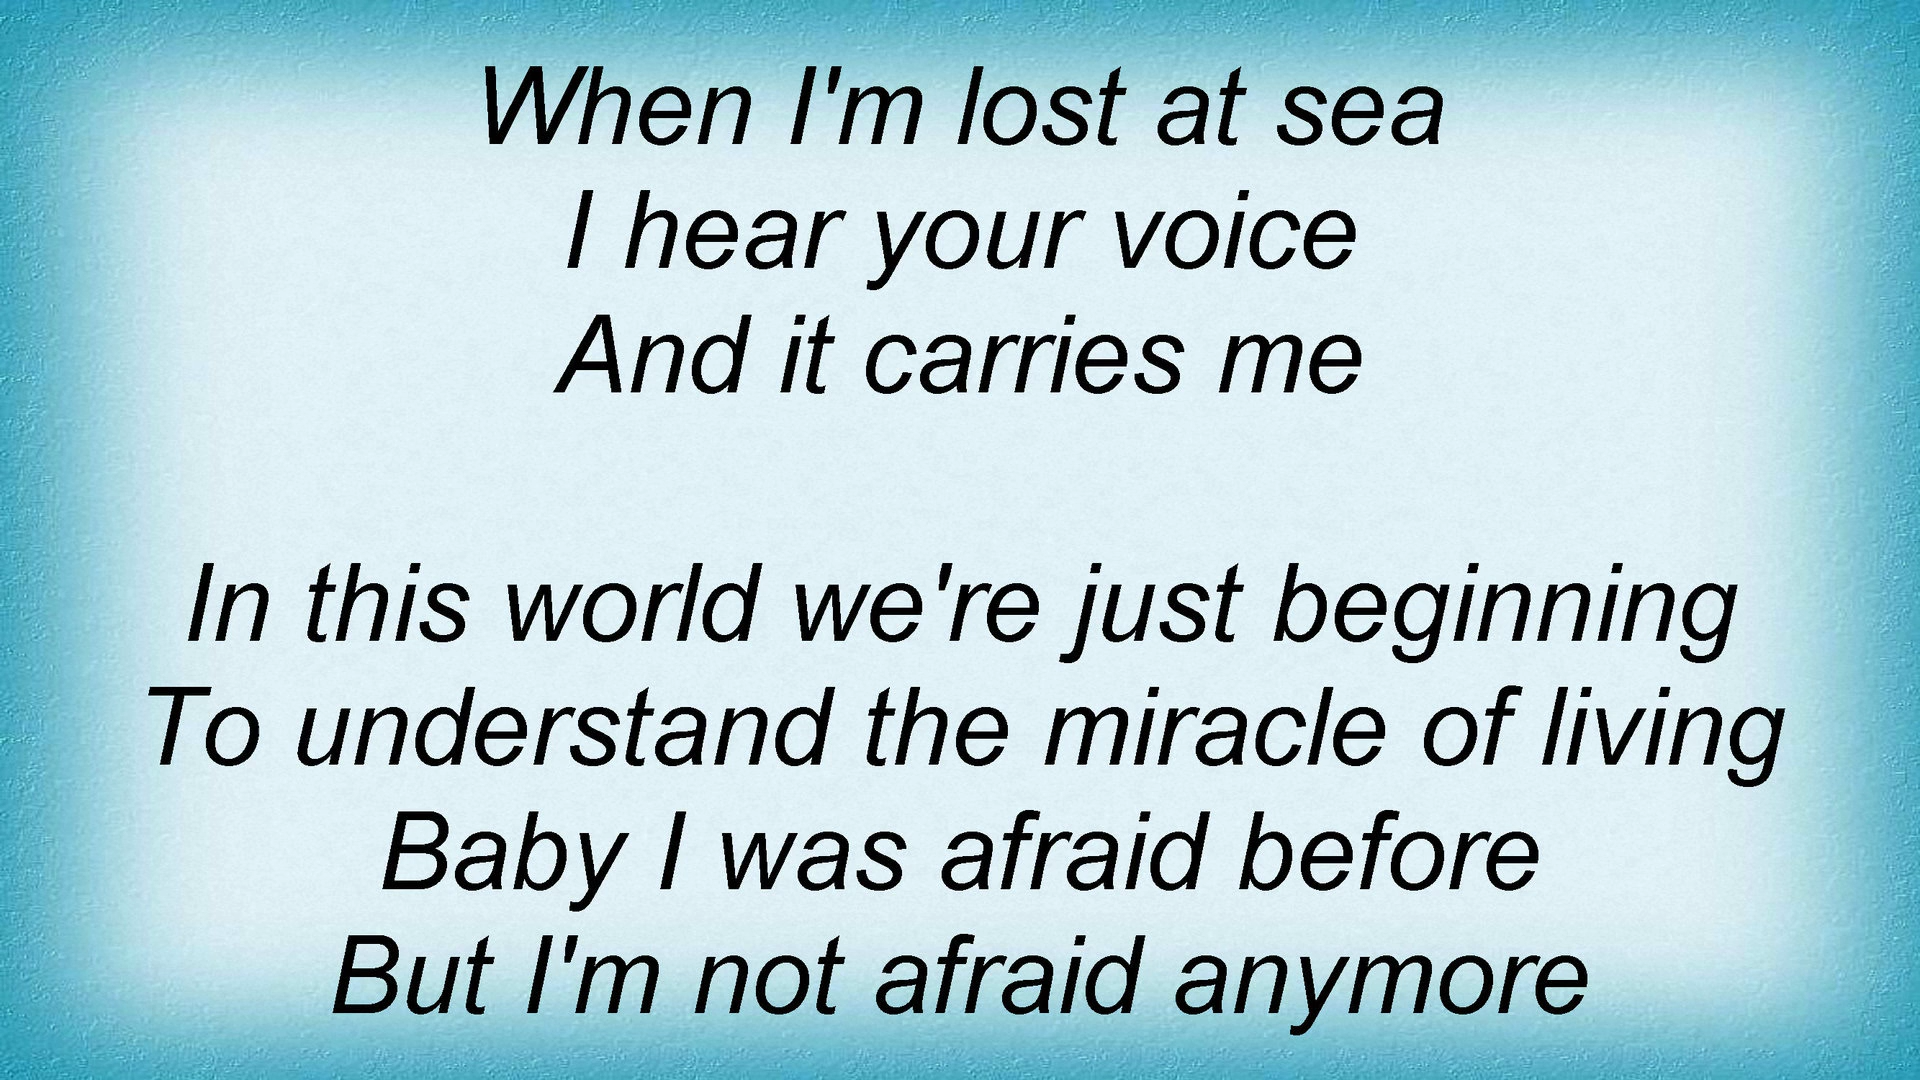 When I'm lost at sea
I hear your voice
And it carries me
In this world we're just beginning
To understand the miracle of living
Baby I was afraid before
But I'm not afraid anymore